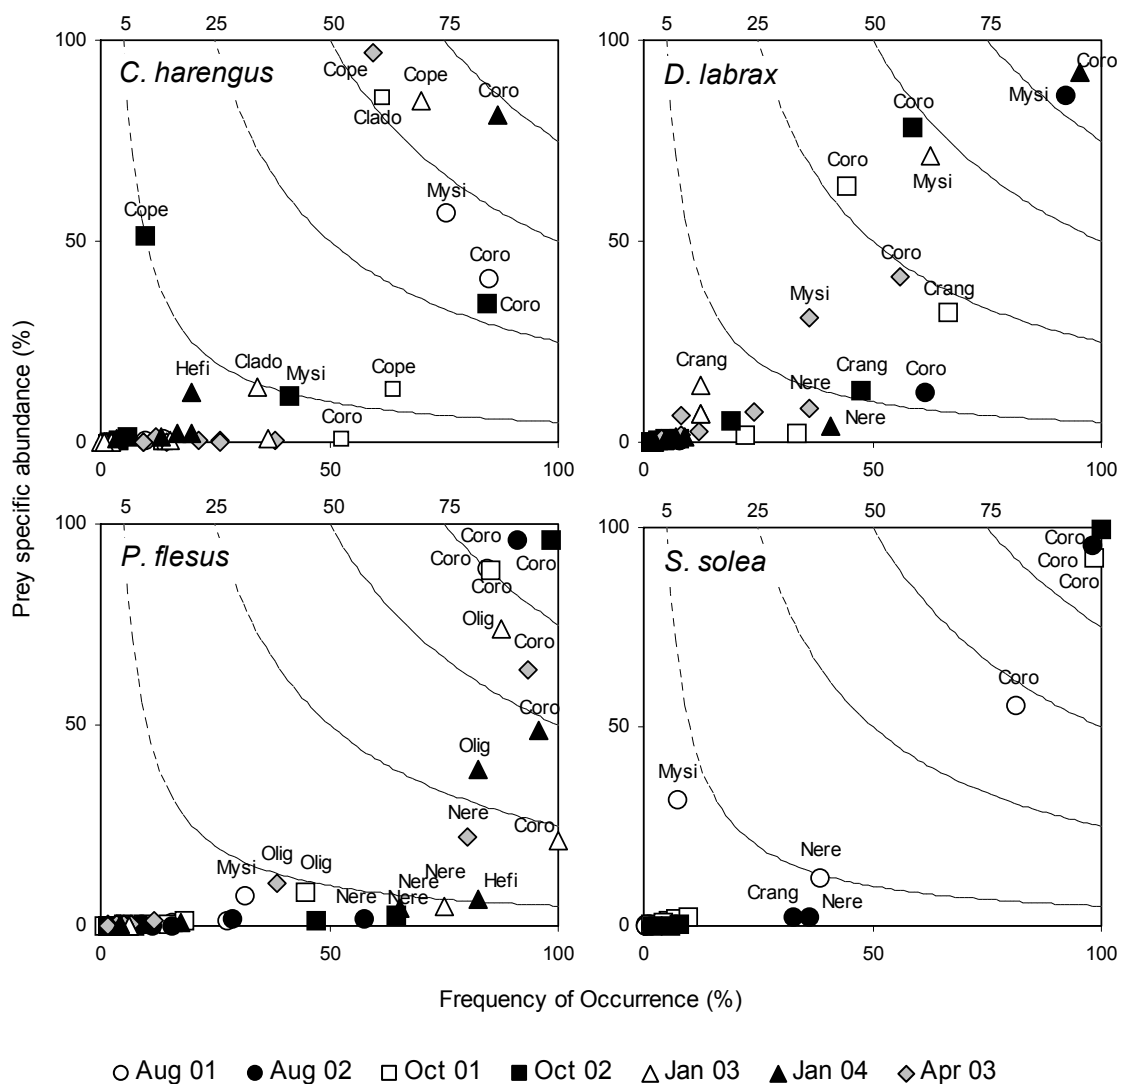 5 25 50 75 5 25 50 75
100 100
C. harengus D. labrax
Cope Cope Coro
Clado
Mysi
Cope
Coro
Coro
50 50
Hefi Clado Mysi Cope
Coro
0 0
0 50 100 0 50 100
Coro
Mysi
Coro
Coro
Mysi
Coro
Mysi Crang
Crang Nere Crang Coro
Nere
Prey specific abundance (%)
5 25 50 75 5 25 50 75
100 100
P. flesus S. solea
Coro
Coro Coro
Coro
Olig Coro
Coro
Olig
Nere
Coro
50 50
Mysi Olig Olig Nere Hefi
Nere
Nere Nere
0 0
0 50 100 0 50 100
Coro
Coro
Coro
Coro
Mysi
Nere
Crang Nere
Frequency of Occurrence (%)
Aug 01 Aug 02 Oct 01 Oct 02 Jan 03 Jan 04 Apr 03